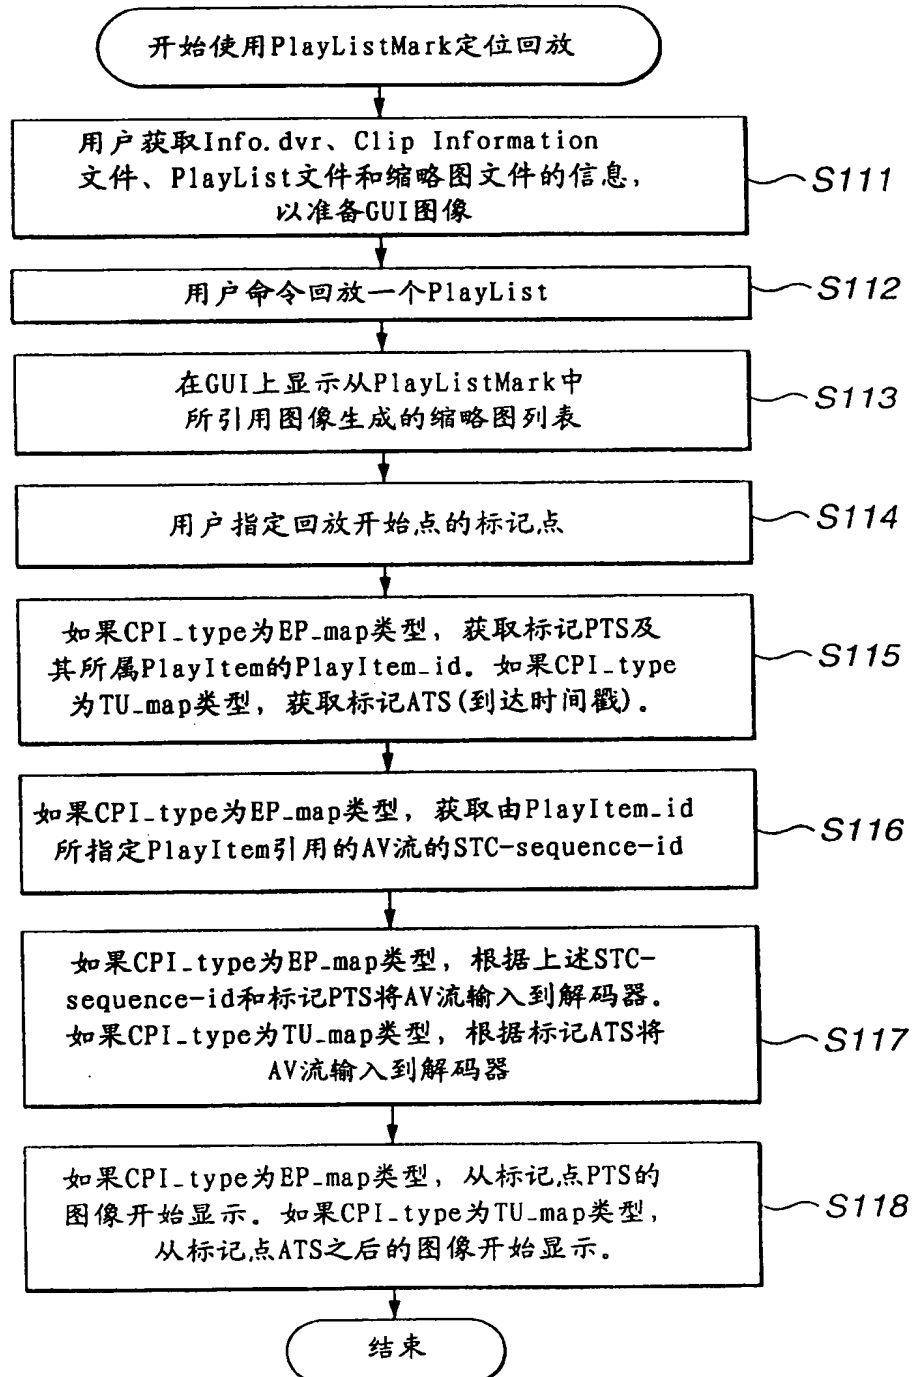 开始使用PlayListMark定位回放
用户获取Info.dvr、Clip Information
文件、PlayList文件和缩略图文件的信息，
以准备GUI图像
S111
用户命令回放一个PlayList
S112
在GUI上显示从PlayListMark中
所引用图像生成的缩略图列表
S113
用户指定回放开始点的标记点
S114
如果CPI_type为EP_map类型，获取标记PTS及
其所属PlayItem的PlayItem_id。如果CPI_type
为TU_map类型，获取标记ATS(到达时间戳)。
S115
如果CPI_type为EP_map类型，获取由PlayItem_id
所指定PlayItem引用的AV流的STC-sequence-id
S116
如果CPI_type为EP_map类型，根据上述STC-
sequence-id和标记PTS将AV流输入到解码器。
如果CPI_type为TU_map类型，根据标记ATS将
AV流输入到解码器
S117
如果CPI_type为EP_map类型，从标记点PTS的
图像开始显示。如果CPI_type为TU_map类型，
从标记点ATS之后的图像开始显示。
S118
结束